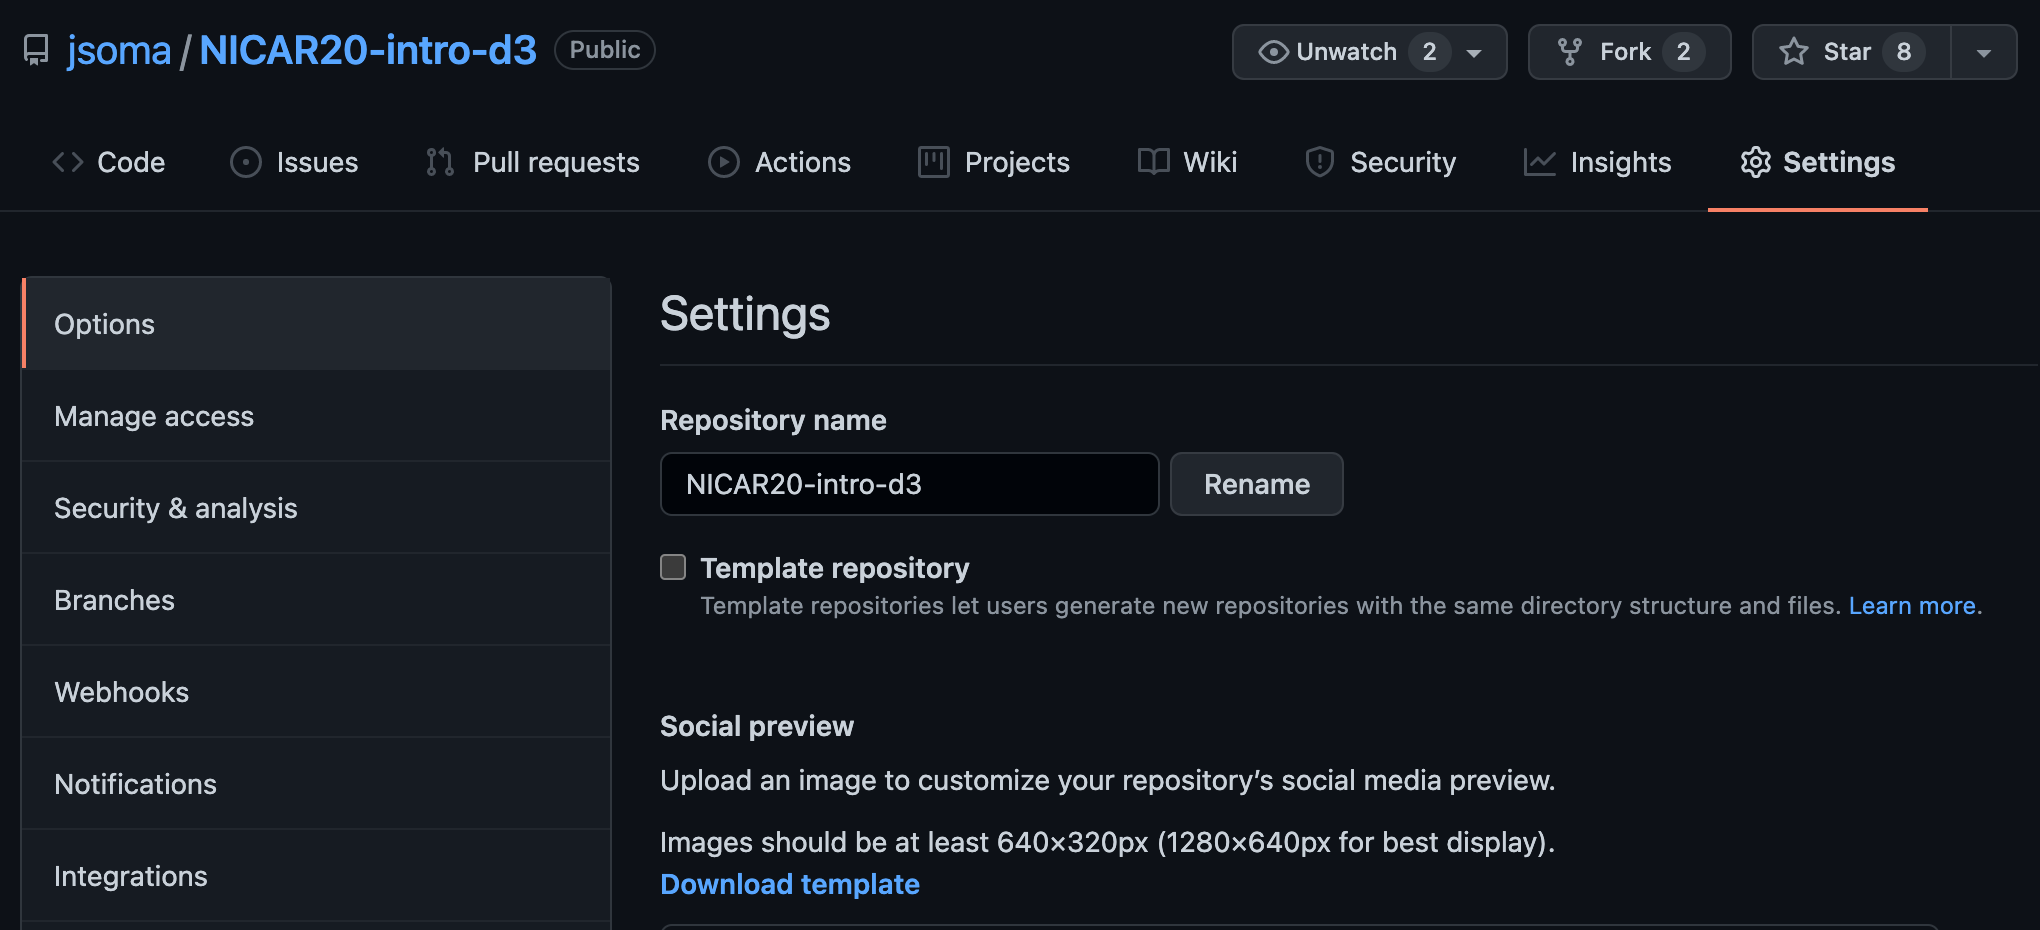 jsoma / NICAR20-intro-d3 Public Unwatch 2 Fork 2 Star 8
Code Issues Pull requests Actions Projects Wiki Security Insights Settings
Options
Manage access
Security & analysis
Branches
Webhooks
Notifications
Integrations
Settings
Repository name
NICAR20-intro-d3 Rename
Template repository
Template repositories let users generate new repositories with the same directory structure and files. Learn more.
Social preview
Upload an image to customize your repository’s social media preview.
Images should be at least 640×320px (1280×640px for best display).
Download template